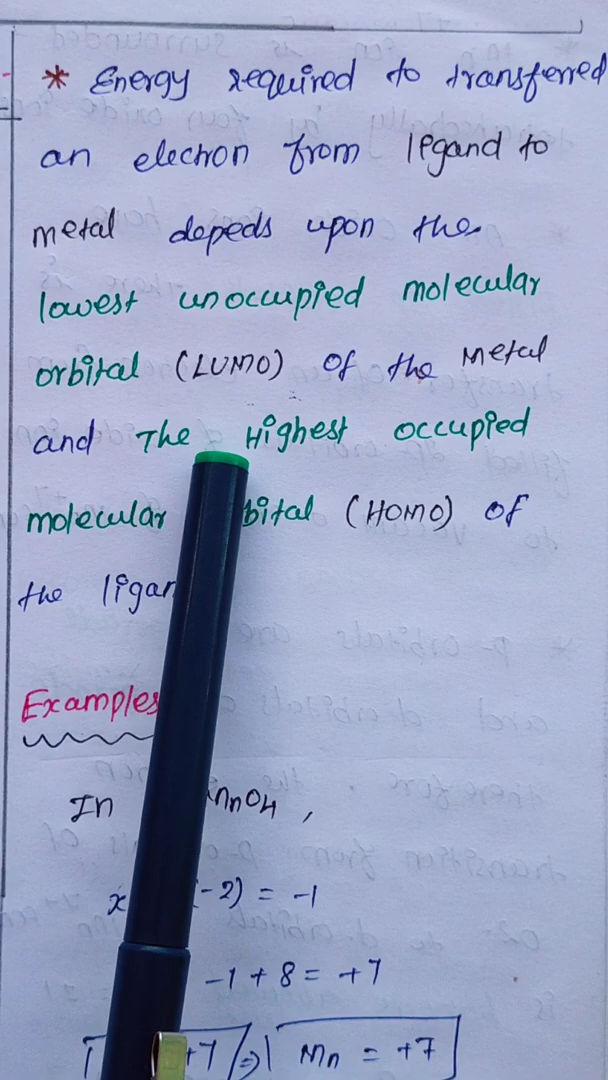 * Energy required to transferred
an electron from ligand to
metal depeds upon the
lowest unoccupied molecular
orbital (LUMO) of the Metal
and The Highest occupied
molecular bital (HOMO) of
the ligan
Examples
In nO4,
x (-2) = -1
-1 + 8 = +7
+7 => Mn = +7